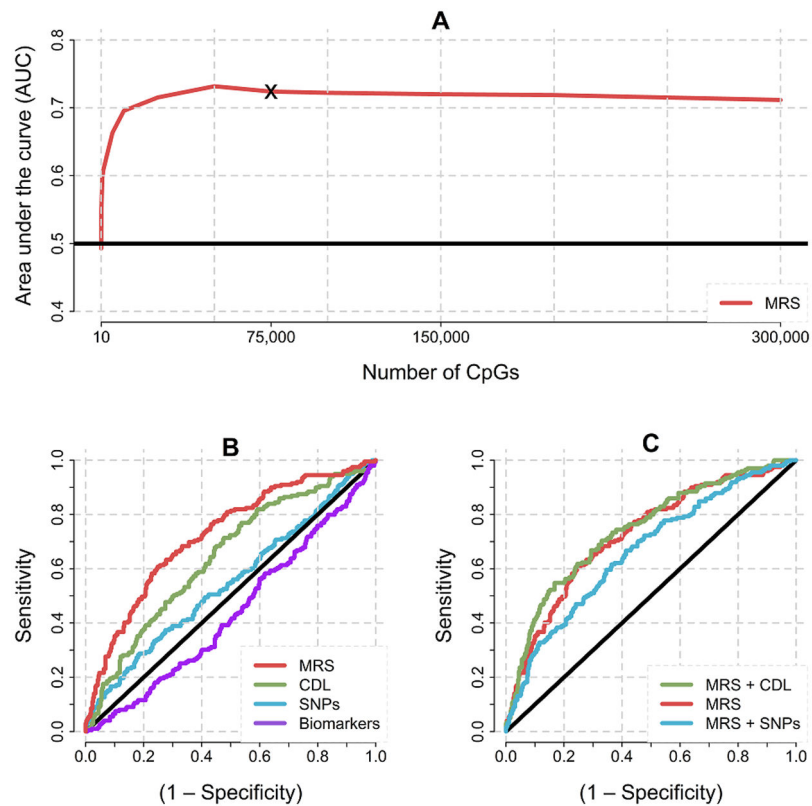 A
Area under the curve (AUC)
0.8
0.7
0.6
0.5
0.4
X
MRS
10 75,000 150,000 300,000
Number of CpGs
B
Sensitivity
1.0
0.8
0.6
0.4
0.2
0.0
MRS
CDL
SNPs
Biomarkers
0.0 0.2 0.4 0.6 0.8 1.0
(1 – Specificity)
C
Sensitivity
1.0
0.8
0.6
0.4
0.2
0.0
MRS + CDL
MRS
MRS + SNPs
0.0 0.2 0.4 0.6 0.8 1.0
(1 – Specificity)